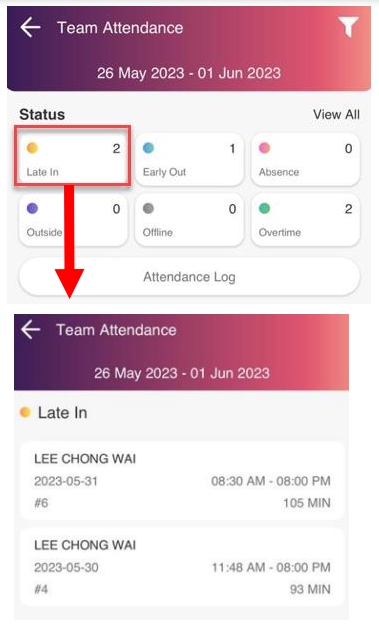 Team Attendance
26 May 2023 - 01 Jun 2023
Status View All
2 1 0
Late In Early Out Absence
0 0 2
Outside Offline Overtime
Attendance Log
Team Attendance
26 May 2023 - 01 Jun 2023
Late In
LEE CHONG WAI
2023-05-31 08:30 AM - 08:00 PM
#6 105 MIN
LEE CHONG WAI
2023-05-30 11:48 AM - 08:00 PM
#4 93 MIN